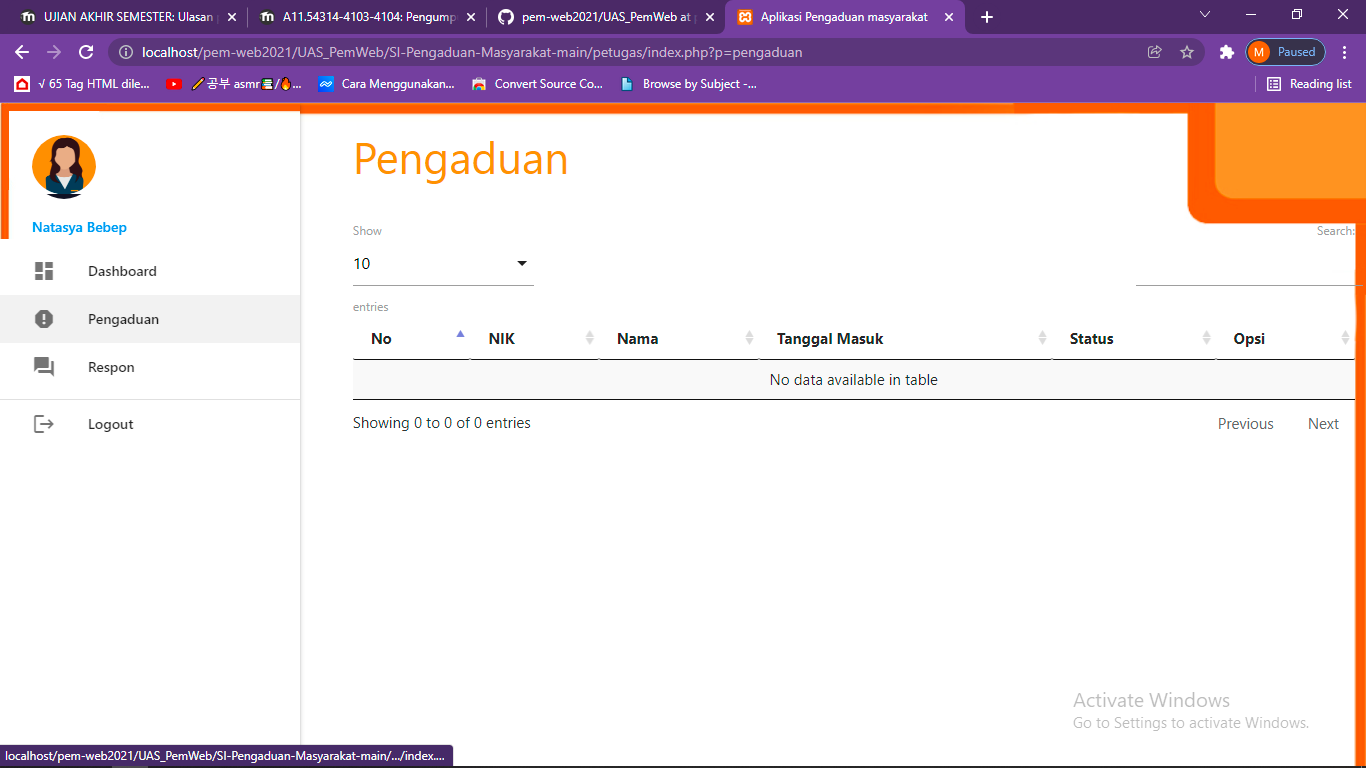 UJIAN AKHIR SEMESTER: Ulasan
A11.54314-4103-4104: Pengump
pem-web2021/UAS_PemWeb at
Aplikasi Pengaduan masyarakat
localhost/pem-web2021/UAS_PemWeb/SI-Pengaduan-Masyarakat-main/petugas/index.php?p=pengaduan
M Paused
√ 65 Tag HTML dile...
공부 asmr /...
Cara Menggunakan...
Convert Source Co...
Browse by Subject -...
Reading list
Natasya Bebep
Dashboard
Pengaduan
Respon
Logout
Pengaduan
Show
10
entries
Search:
No NIK Nama Tanggal Masuk Status Opsi
No data available in table
Showing 0 to 0 of 0 entries
Previous Next
Activate Windows
Go to Settings to activate Windows.
localhost/pem-web2021/UAS_PemWeb/SI-Pengaduan-Masyarakat-main/.../index....